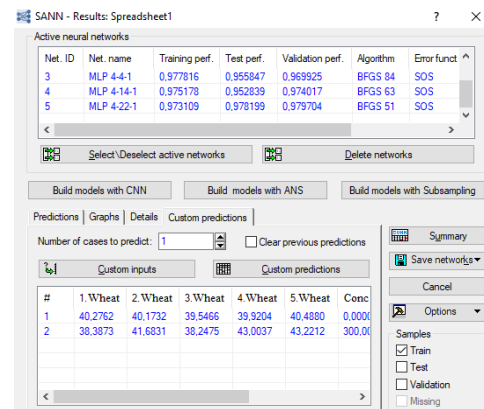 SANN - Results: Spreadsheet1 ? ×
Active neural networks
Net. ID Net. name Training perf. Test perf. Validation perf. Algorithm Error funct
3 MLP 4-4-1 0,977816 0,955847 0,969925 BFGS 84 SOS
4 MLP 4-14-1 0,975178 0,952839 0,974017 BFGS 63 SOS
5 MLP 4-22-1 0,973109 0,978199 0,979704 BFGS 51 SOS
Select\Deselect active networks Delete networks
Build models with CNN Build models with ANS Build models with Subsampling
Predictions Graphs Details Custom predictions
Number of cases to predict: 1 Clear previous predictions
Custom inputs Custom predictions
# 1.Wheat 2.Wheat 3.Wheat 4.Wheat 5.Wheat Conc
1 40,2762 40,1732 39,5466 39,9204 40,4880 0,0000
2 38,3873 41,6831 38,2475 43,0037 43,2212 300,00
Summary
Save networks
Cancel
Options
Samples
Train
Test
Validation
Missing